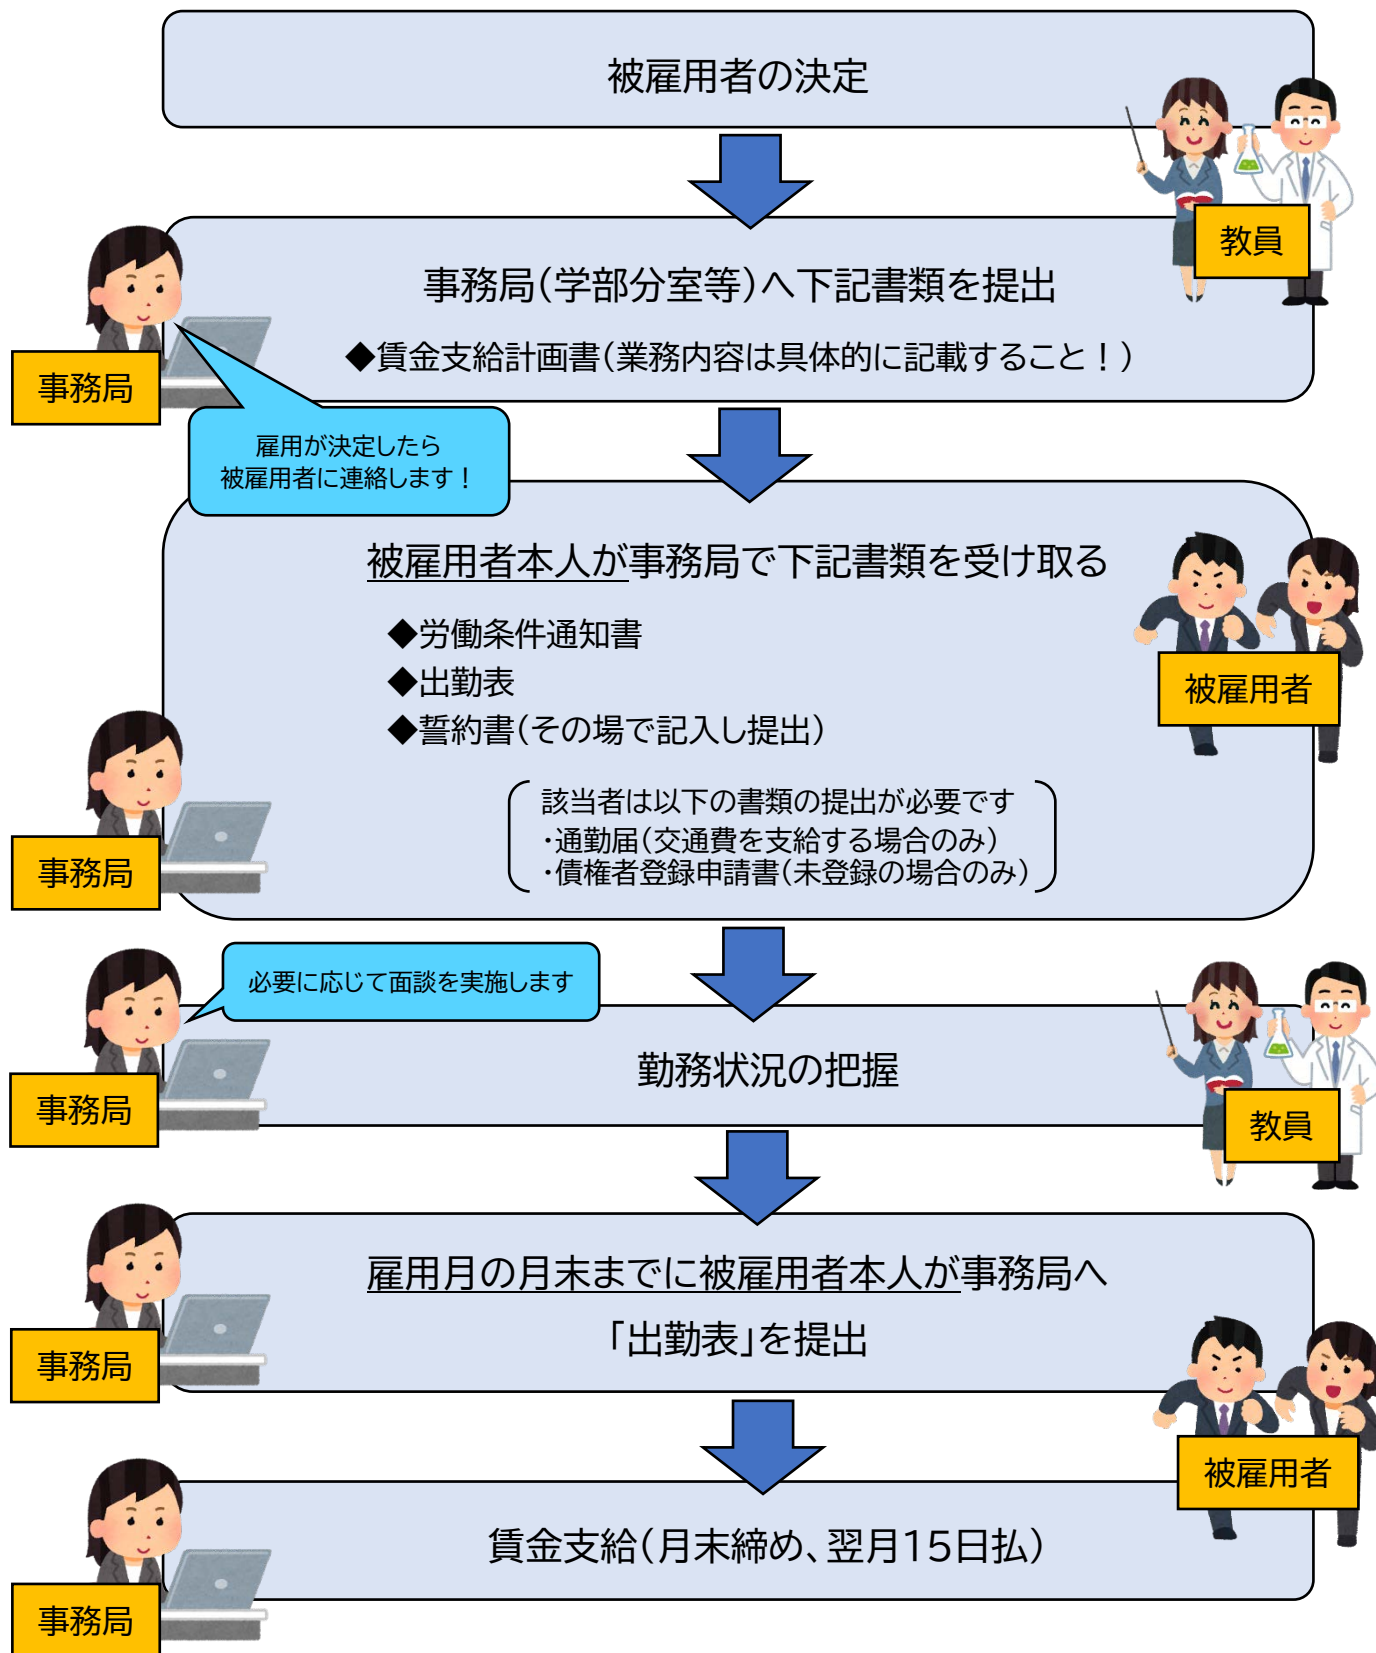 被雇用者の決定
教員
事務局(学部分室等)へ下記書類を提出
◆賃金支給計画書(業務内容は具体的に記載すること！)
事務局
雇用が決定したら
被雇用者に連絡します！
被雇用者本人が事務局で下記書類を受け取る
◆労働条件通知書
◆出勤表
◆誓約書(その場で記入し提出)
被雇用者
該当者は以下の書類の提出が必要です
・通勤届(交通費を支給する場合のみ)
・債権者登録申請書(未登録の場合のみ)
事務局
必要に応じて面談を実施します
勤務状況の把握
事務局
教員
雇用月の月末までに被雇用者本人が事務局へ
「出勤表」を提出
事務局
被雇用者
賃金支給(月末締め、翌月15日払)
事務局